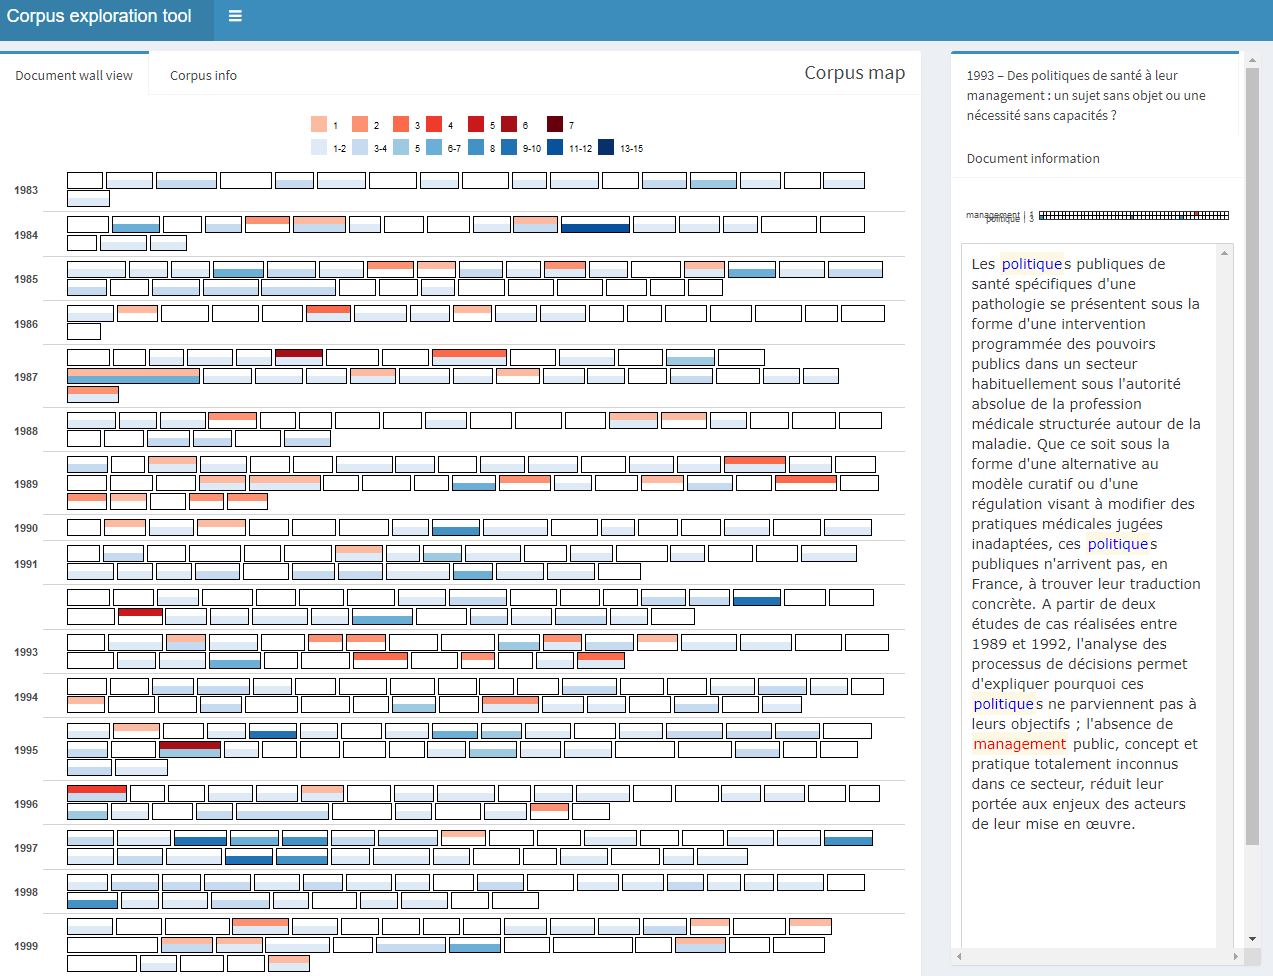 Corpus exploration tool
Document wall view
Corpus info
Corpus map
1 2 3 4 5 6 7
1-2 3-4 5 6-7 8 9-10 11-12 13-15
1983
1984
1985
1986
1987
1988
1989
1990
1991
1993
1994
1995
1996
1997
1998
1999
1993 – Des politiques de santé à leur
management : un sujet sans objet ou une
nécessité sans capacités ?
Document information
management | 1
politique | 3
Les politiques publiques de
santé spécifiques d'une
pathologie se présentent sous la
forme d'une intervention
programmée des pouvoirs
publics dans un secteur
habituellement sous l'autorité
absolue de la profession
médicale structurée autour de la
maladie. Que ce soit sous la
forme d'une alternative au
modèle curatif ou d'une
régulation visant à modifier des
pratiques médicales jugées
inadaptées, ces politiques
publiques n'arrivent pas, en
France, à trouver leur traduction
concrète. A partir de deux
études de cas réalisées entre
1989 et 1992, l'analyse des
processus de décisions permet
d'expliquer pourquoi ces
politiques ne parviennent pas à
leurs objectifs ; l'absence de
management public, concept et
pratique totalement inconnus
dans ce secteur, réduit leur
portée aux enjeux des acteurs
de leur mise en œuvre.